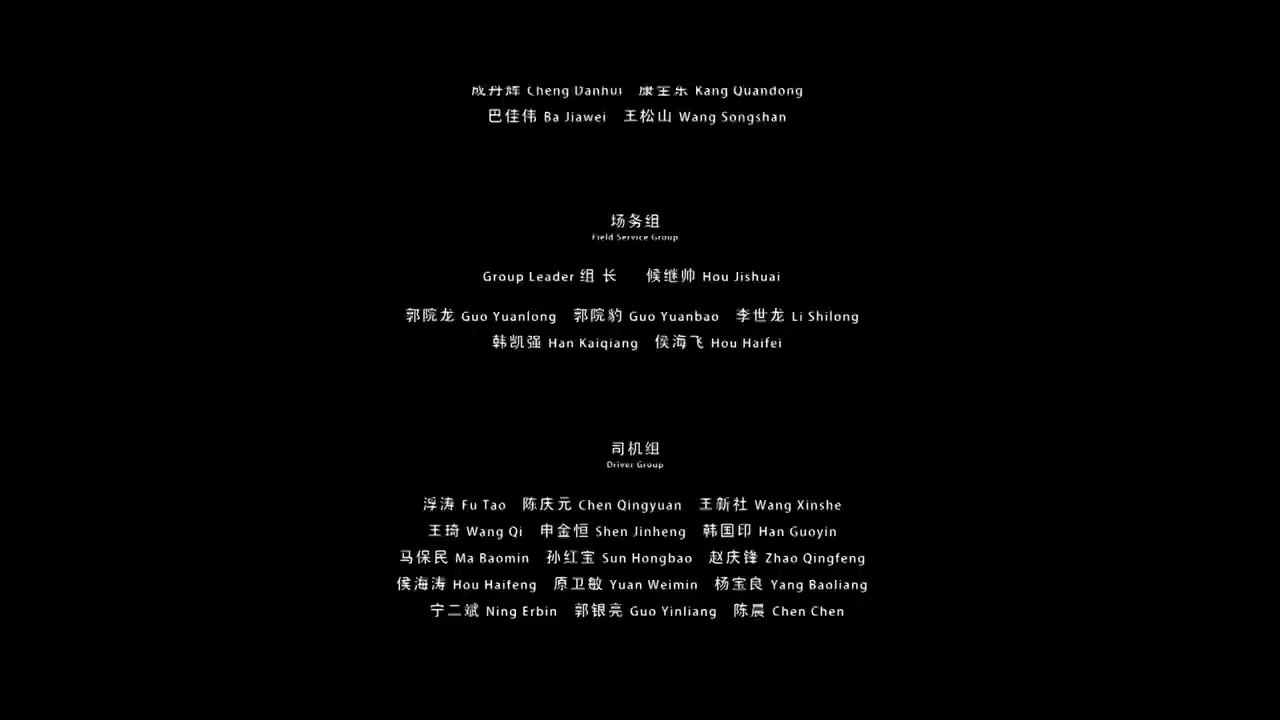 Cheng Danhui Kang Quandong
巴佳伟 Ba Jiawei 王松山 Wang Songshan
场务组
Field Service Group
Group Leader 组 长 候继帅 Hou Jishuai
郭院龙 Guo Yuanlong 郭院豹 Guo Yuanbao 李世龙 Li Shilong
韩凯强 Han Kaiqiang 侯海飞 Hou Haifei
司机组
Driver Group
浮涛 Fu Tao 陈庆元 Chen Qingyuan 王新社 Wang Xinshe
王琦 Wang Qi 申金恒 Shen Jinheng 韩国印 Han Guoyin
马保民 Ma Baomin 孙红宝 Sun Hongbao 赵庆锋 Zhao Qingfeng
侯海涛 Hou Haifeng 原卫敏 Yuan Weimin 杨宝良 Yang Baoliang
宁二斌 Ning Erbin 郭银亮 Guo Yinliang 陈晨 Chen Chen